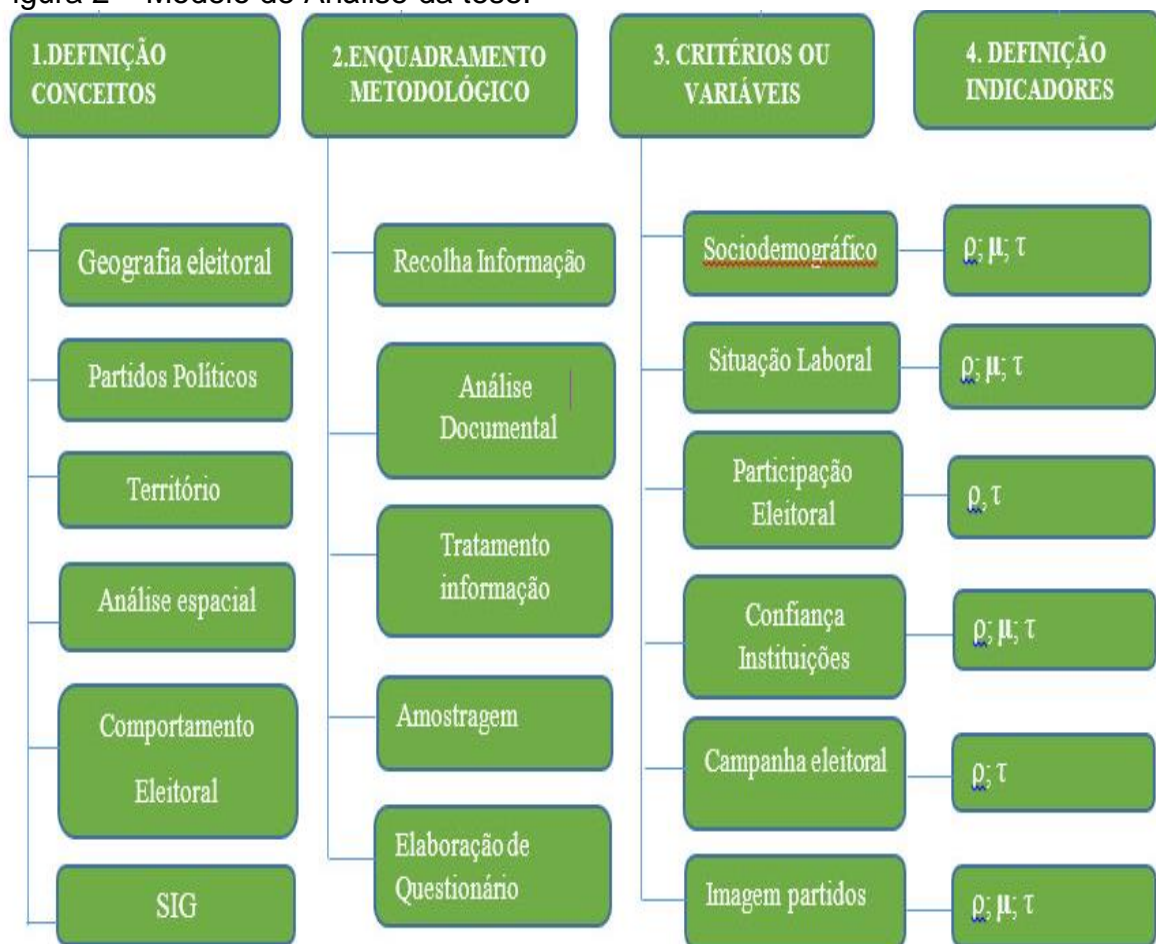 igura 2 – Modelo de Análise da tese.
1.DEFINIÇÃO
CONCEITOS
Geografia eleitoral
Partidos Políticos
Território
Análise espacial
Comportamento
Eleitoral
SIG
2.ENQUADRAMENTO
METODOLÓGICO
Recolha Informação
Análise
Documental
Tratamento
informação
Amostragem
Elaboração de
Questionário
3. CRITÉRIOS OU
VARIÁVEIS
4. DEFINIÇÃO
INDICADORES
Sociodemográfico
ρ; μ; τ
Situação Laboral
ρ; μ; τ
Participação
Eleitoral
ρ, τ
Confiança
Instituições
ρ; μ; τ
Campanha eleitoral
ρ; τ
Imagem partidos
ρ; μ; τ